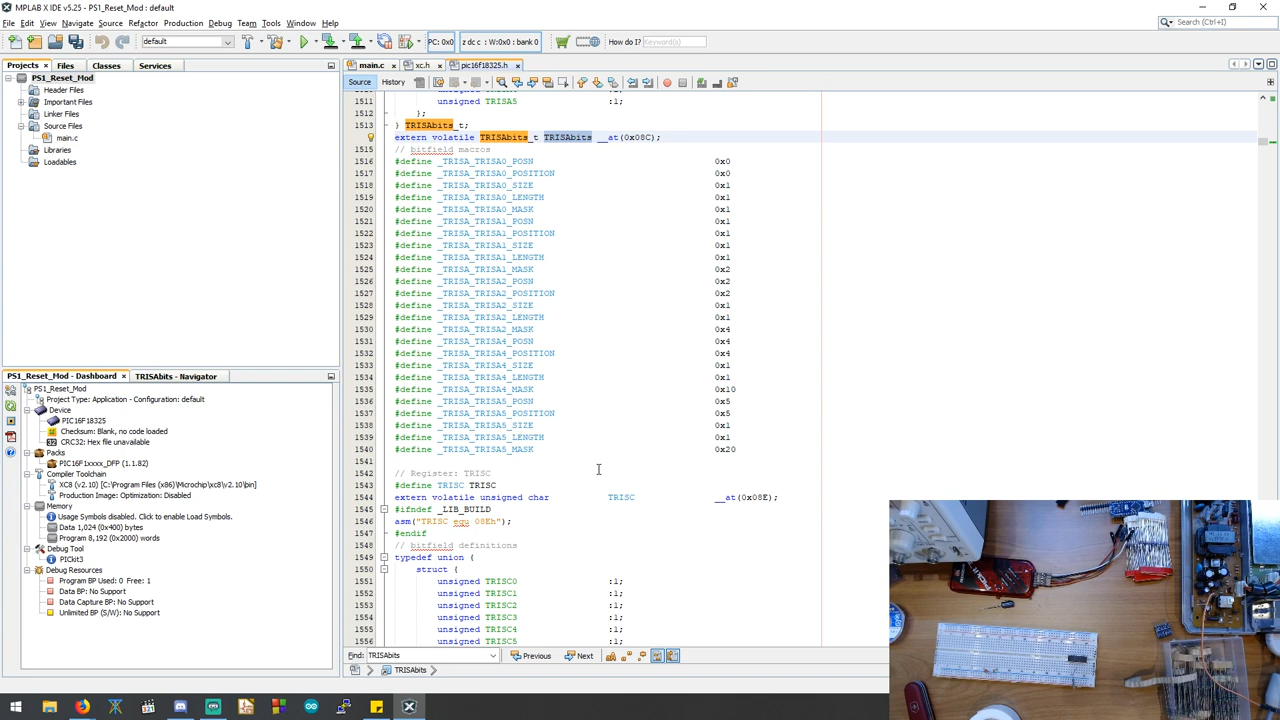 MPLAB X IDE v5.25 - PS1_Reset_Mod : default
File Edit View Navigate Source Refactor Production Debug Team Tools Window Help
Search (Ctrl+I)
default
PC: 0x0
z dc c : W:0x0 : bank 0
How do I? Keyword(s)
Projects × Files Classes Services
main.c × xc.h × pic16f18325.h ×
Source History
PS1_Reset_Mod
Header Files
Important Files
Linker Files
Source Files
main.c
Libraries
Loadables
1511 unsigned TRISA5 :1;
1512 };
1513 } TRISAbits_t;
extern volatile TRISAbits_t TRISAbits __at(0x08C);
1515 // bitfield macros
1516 #define _TRISA_TRISA0_POSN 0x0
1517 #define _TRISA_TRISA0_POSITION 0x0
1518 #define _TRISA_TRISA0_SIZE 0x1
1519 #define _TRISA_TRISA0_LENGTH 0x1
1520 #define _TRISA_TRISA0_MASK 0x1
1521 #define _TRISA_TRISA1_POSN 0x1
1522 #define _TRISA_TRISA1_POSITION 0x1
1523 #define _TRISA_TRISA1_SIZE 0x1
1524 #define _TRISA_TRISA1_LENGTH 0x1
1525 #define _TRISA_TRISA1_MASK 0x2
1526 #define _TRISA_TRISA2_POSN 0x2
1527 #define _TRISA_TRISA2_POSITION 0x2
1528 #define _TRISA_TRISA2_SIZE 0x1
1529 #define _TRISA_TRISA2_LENGTH 0x1
1530 #define _TRISA_TRISA2_MASK 0x4
1531 #define _TRISA_TRISA4_POSN 0x4
1532 #define _TRISA_TRISA4_POSITION 0x4
1533 #define _TRISA_TRISA4_SIZE 0x1
1534 #define _TRISA_TRISA4_LENGTH 0x1
1535 #define _TRISA_TRISA4_MASK 0x10
1536 #define _TRISA_TRISA5_POSN 0x5
1537 #define _TRISA_TRISA5_POSITION 0x5
1538 #define _TRISA_TRISA5_SIZE 0x1
1539 #define _TRISA_TRISA5_LENGTH 0x1
1540 #define _TRISA_TRISA5_MASK 0x20
1541
1542 // Register: TRISC
1543 #define TRISC TRISC
1544 extern volatile unsigned char TRISC __at(0x08E);
1545 #ifndef _LIB_BUILD
1546 asm("TRISC equ 08Eh");
1547 #endif
1548 // bitfield definitions
1549 typedef union {
1550 struct {
1551 unsigned TRISC0 :1;
1552 unsigned TRISC1 :1;
1553 unsigned TRISC2 :1;
1554 unsigned TRISC3 :1;
1555 unsigned TRISC4 :1;
1556 unsigned TRISC5 :1;
Find: TRISAbits Previous Next
TRISAbits
PS1_Reset_Mod - Dashboard × TRISAbits - Navigator
PS1_Reset_Mod
Project Type: Application - Configuration: default
Device
PIC16F18325
Checksum: Blank, no code loaded
CRC32: Hex file unavailable
Packs
PIC16F1xxxx_DFP (1.1.82)
Compiler Toolchain
XC8 (v2.10) [C:\Program Files (x86)\Microchip\xc8\v2.10\bin]
Production Image: Optimization: Disabled
Memory
Usage Symbols disabled. Click to enable Load Symbols.
Data 1,024 (0x400) bytes
Program 8,192 (0x2000) words
Debug Tool
PICkit3
Debug Resources
Program BP Used: 0 Free: 1
Data BP: No Support
Data Capture BP: No Support
Unlimited BP (S/W): No Support